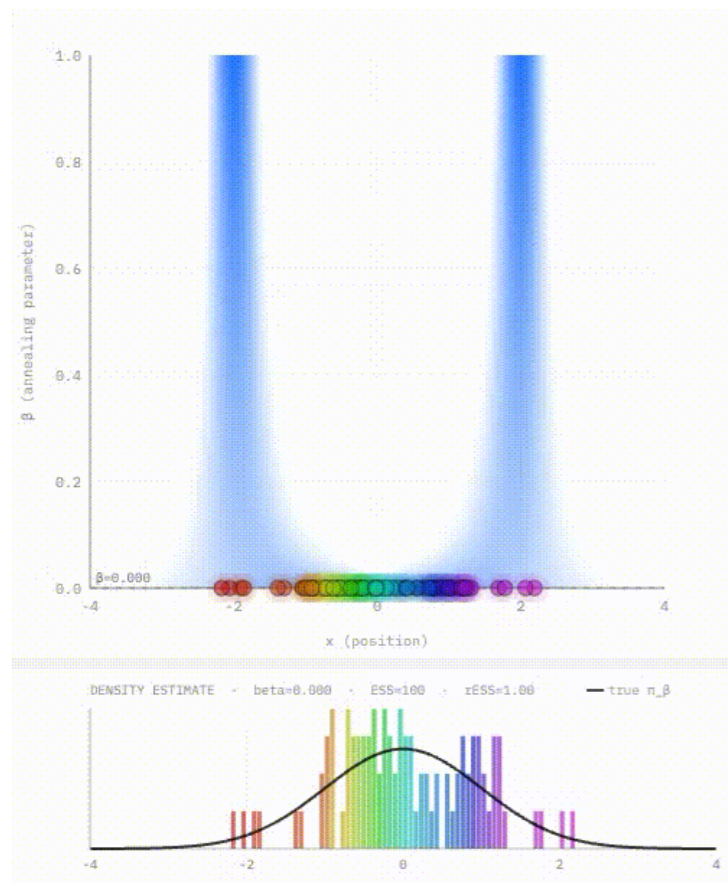 1.0
0.8
0.6
0.4
0.2
0.0
β (annealing parameter)
β=0.000
-4 -2 0 2 4
x (position)
DENSITY ESTIMATE · beta=0.000 · ESS=100 · rESS=1.00 — true π_β
-4 -2 0 2 4